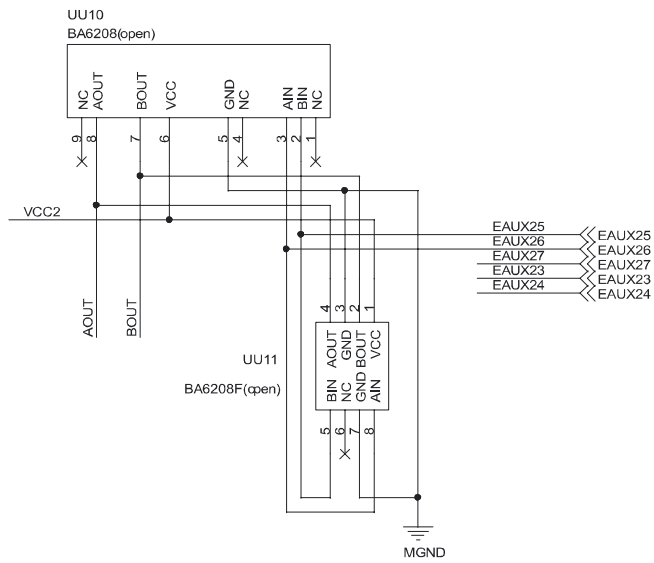 UU10
BA6208(open)
NC AOUT BOUT VCC GND NC AIN BIN NC
9 8 7 6 5 4 3 2 1
VCC2
EAUX25 EAUX25
EAUX26 EAUX26
EAUX27 EAUX27
EAUX23 EAUX23
EAUX24 EAUX24
AOUT BOUT
4 3 2 1
AOUT GND BOUT VCC
UU11
BA6208F(open)
BIN NC GND AIN
5 6 7 8
MGND